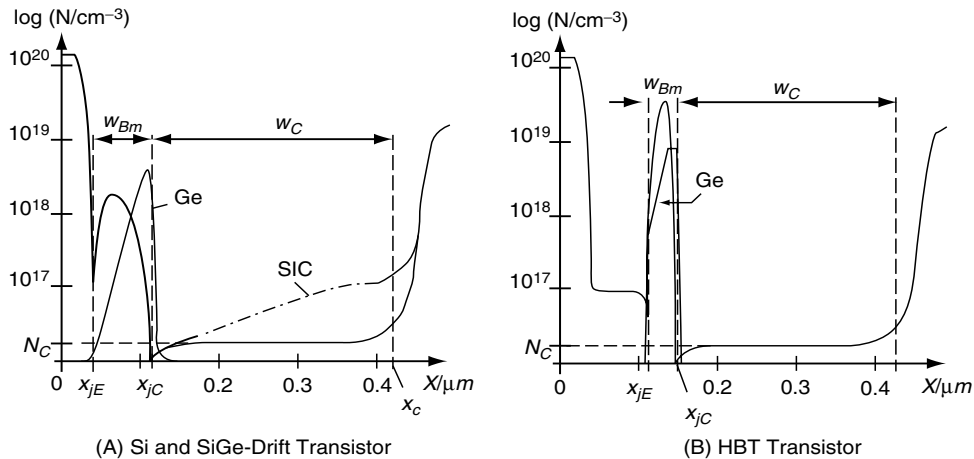 log (N/cm⁻³)
10²⁰
10¹⁹
10¹⁸
10¹⁷
N_C
w_Bm
w_C
Ge
SIC
0
x_jE
x_jC
0.2
0.3
0.4
X/μm
x_c
(A) Si and SiGe-Drift Transistor
log (N/cm⁻³)
10²⁰
10¹⁹
10¹⁸
10¹⁷
N_C
w_Bm
w_C
Ge
0
x_jE
x_jC
0.2
0.3
0.4
X/μm
(B) HBT Transistor